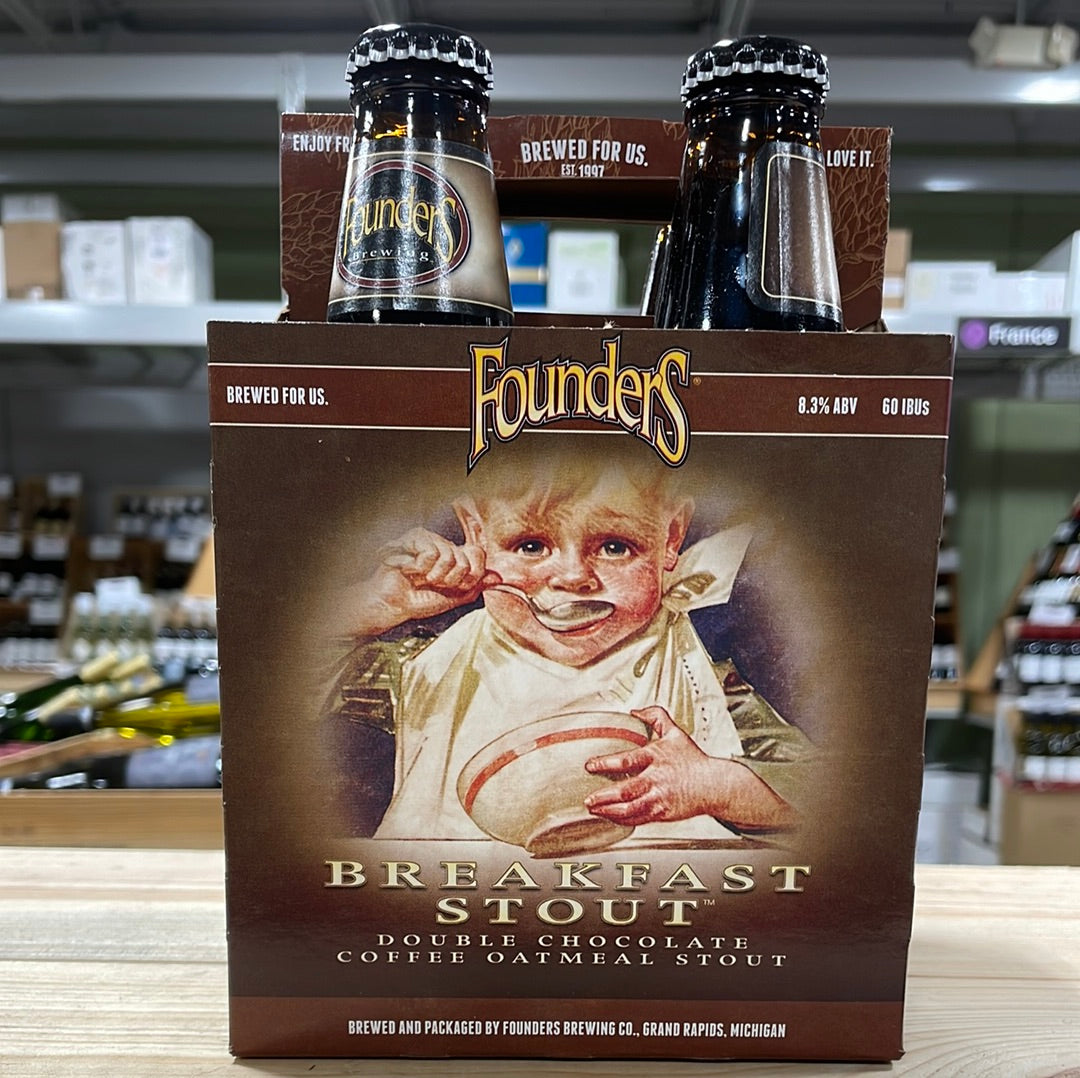 ENJOY FR
BREWED FOR US.
LOVE IT.
EST. 1997
Founders
Brewing
France
Founders
BREWED FOR US.
8.3% ABV 60 IBUs
BREAKFAST
STOUT™
DOUBLE CHOCOLATE
COFFEE OATMEAL STOUT
BREWED AND PACKAGED BY FOUNDERS BREWING CO., GRAND RAPIDS, MICHIGAN